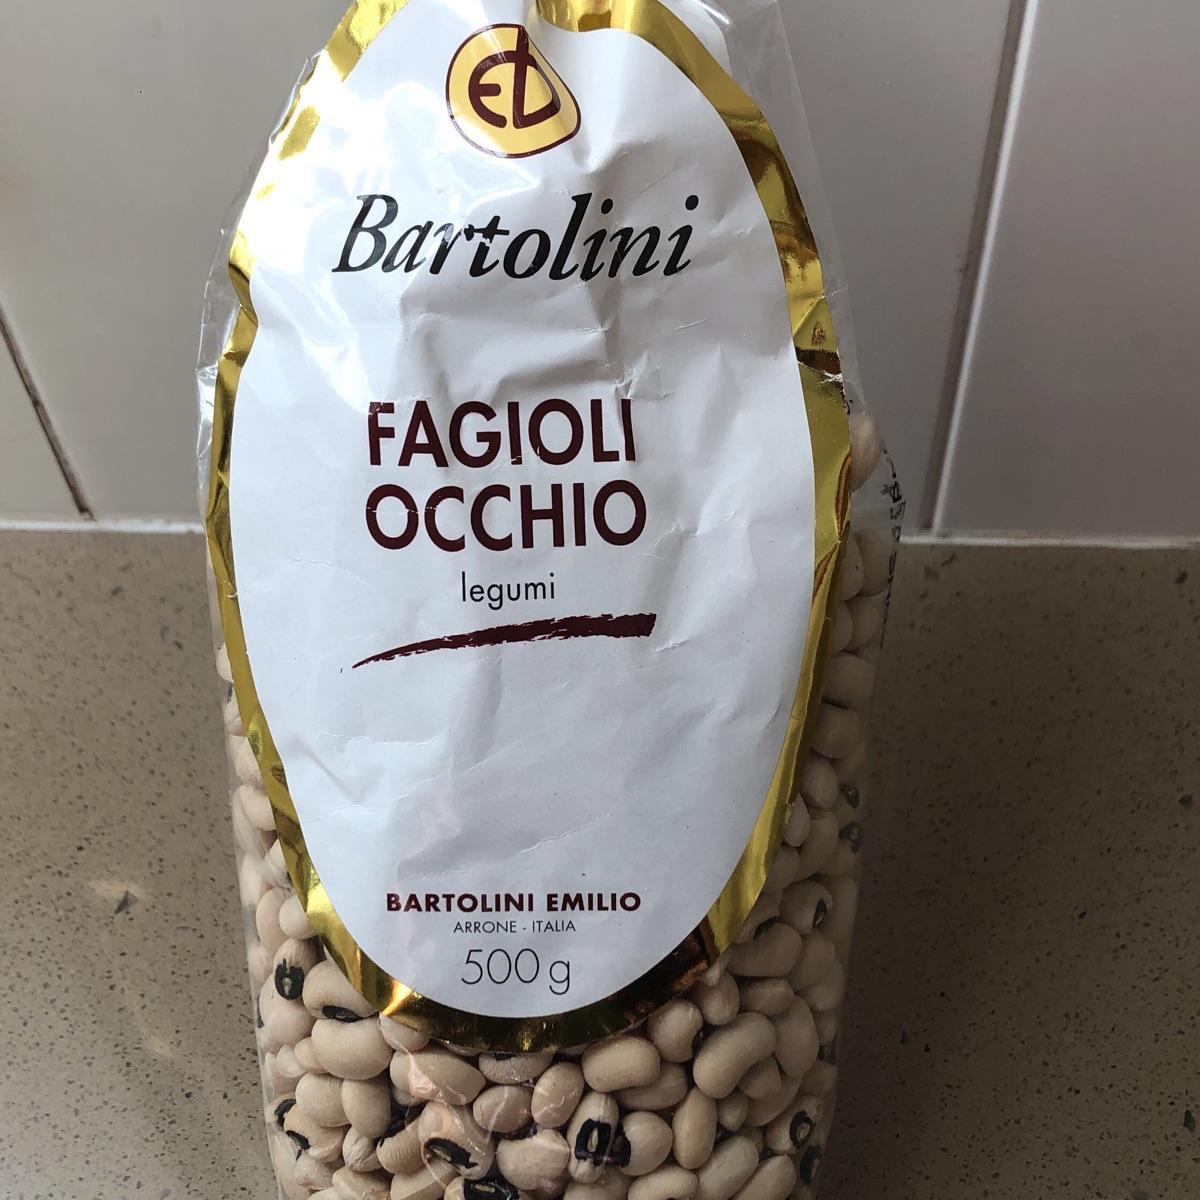 Bartolini
FAGIOLI
OCCHIO
legumi
BARTOLINI EMILIO
ARRONE - ITALIA
500 g